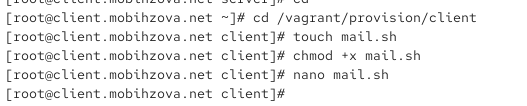 [root@client.mobihzova.net server]# cd
[root@client.mobihzova.net ~]# cd /vagrant/provision/client
[root@client.mobihzova.net client]# touch mail.sh
[root@client.mobihzova.net client]# chmod +x mail.sh
[root@client.mobihzova.net client]# nano mail.sh
[root@client.mobihzova.net client]#